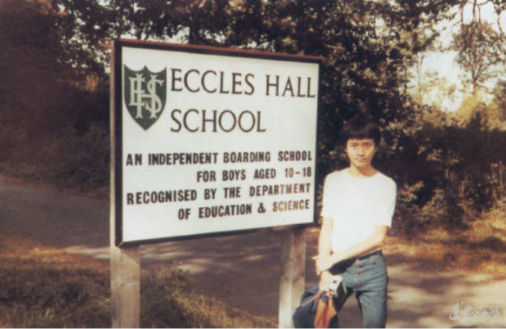 EHS
ECCLES HALL
SCHOOL
AN INDEPENDENT BOARDING SCHOOL
FOR BOYS AGED 10-18
RECOGNISED BY THE DEPARTMENT
OF EDUCATION & SCIENCE